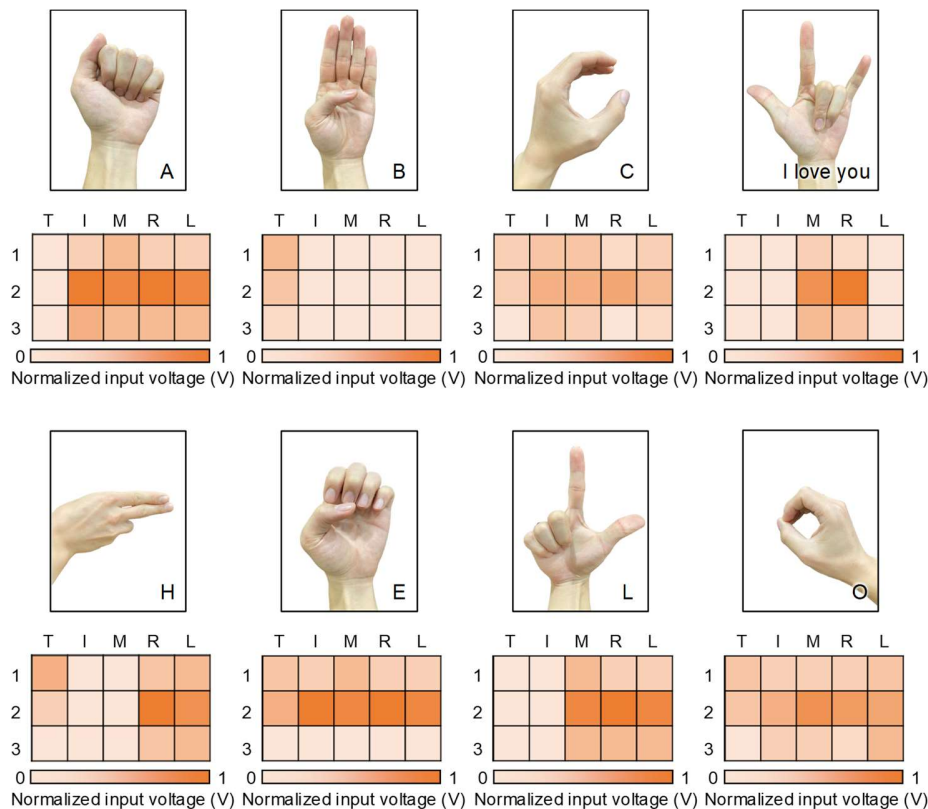 A B C I love you
T I M R L T I M R L T I M R L T I M R L
1 1 1 1
2 2 2 2
3 3 3 3
0 1 0 1 0 1 0 1
Normalized input voltage (V) Normalized input voltage (V) Normalized input voltage (V) Normalized input voltage (V)
H E L O
T I M R L T I M R L T I M R L T I M R L
1 1 1 1
2 2 2 2
3 3 3 3
0 1 0 1 0 1 0 1
Normalized input voltage (V) Normalized input voltage (V) Normalized input voltage (V) Normalized input voltage (V)